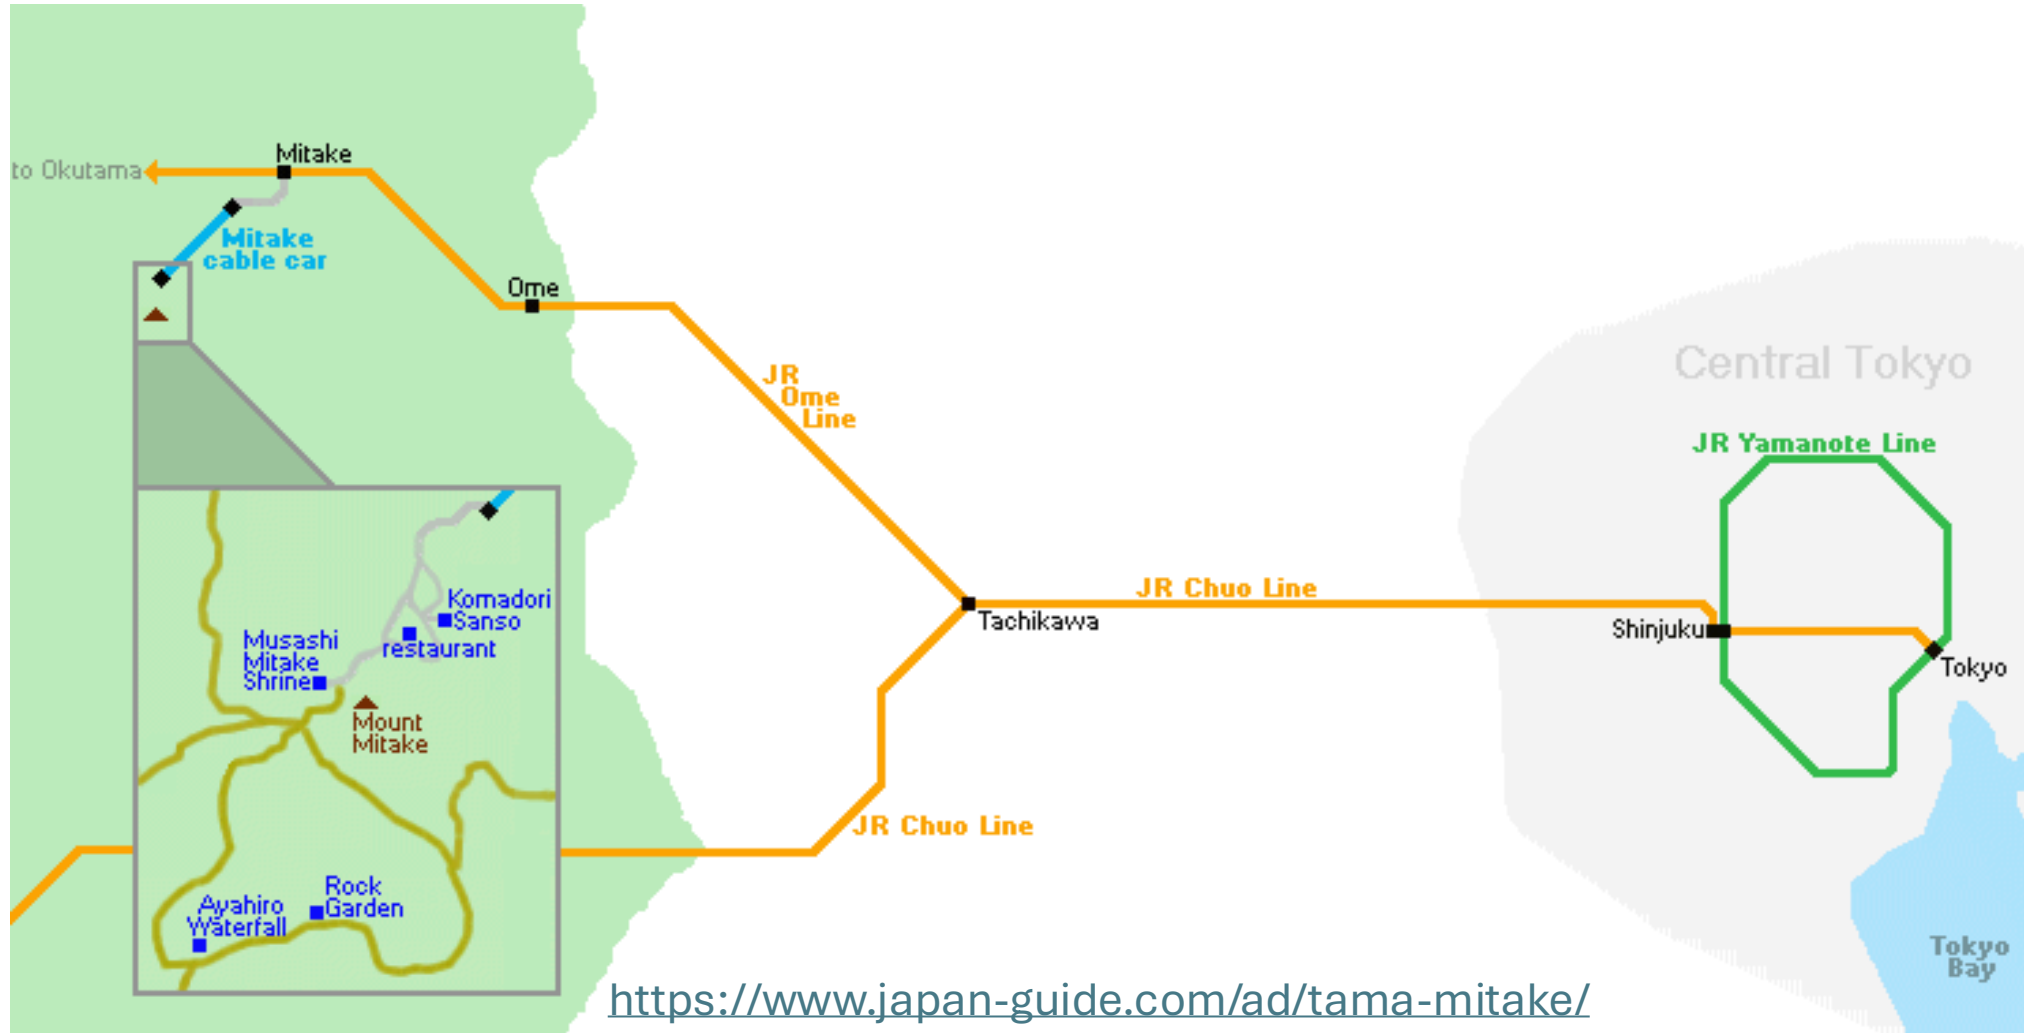 Mitake
to Okutama
Mitake
cable car
Ome
JR
Ome
Line
Central Tokyo
JR Yamanote Line
JR Chuo Line
Tachikawa
Shinjuku
Tokyo
Komadori
Sanso
restaurant
Musashi
Mitake
Shrine
Mount
Mitake
JR Chuo Line
Rock
Garden
Ayahiro
Waterfall
Tokyo
Bay
https://www.japan-guide.com/ad/tama-mitake/